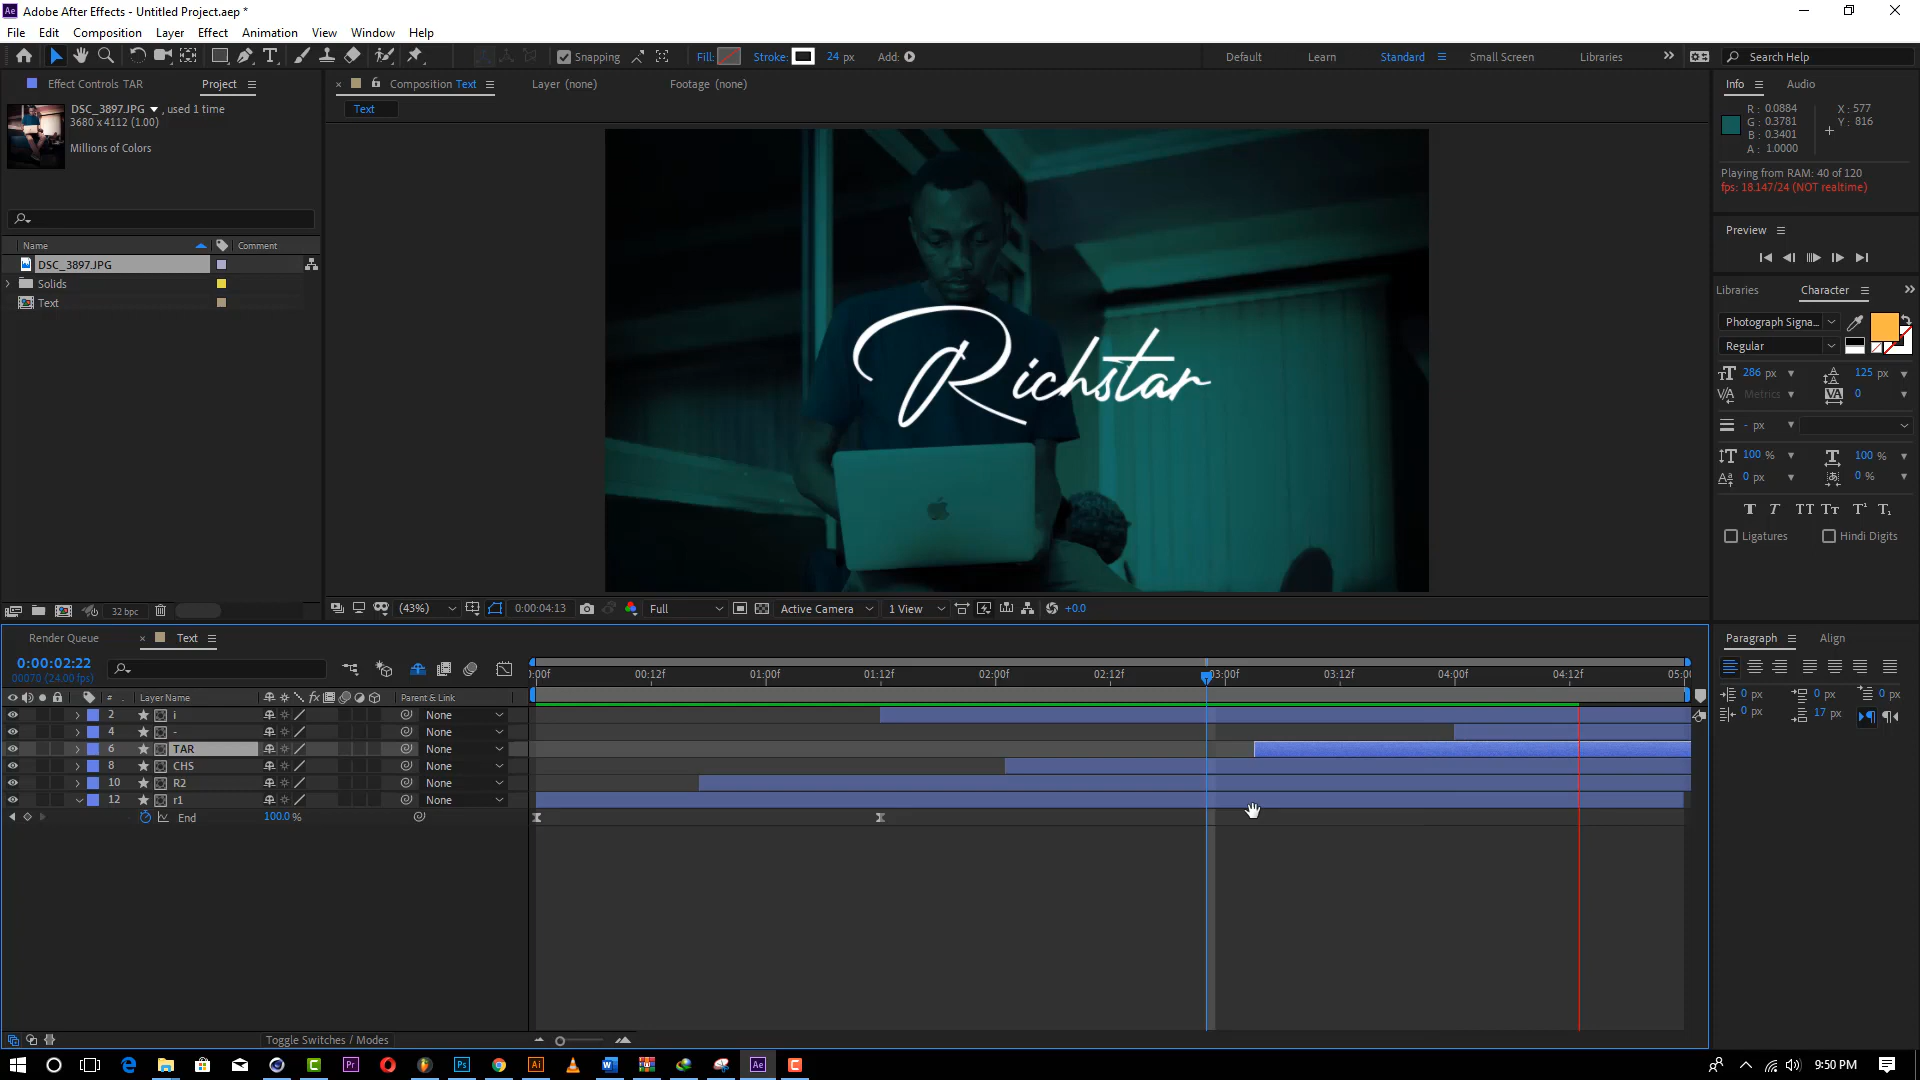 Adobe After Effects - Untitled Project.aep *
File Edit Composition Layer Effect Animation View Window Help
Snapping
Fill: Stroke: 24 px Add:
Default Learn Standard Small Screen Libraries
Search Help
Effect Controls TAR
Project
DSC_3897.JPG , used 1 time
3680 x 4112 (1.00)
Millions of Colors
Name Comment
DSC_3897.JPG
Solids
Text
32 bpc
Composition Text
Layer (none)
Footage (none)
Text
Richstar
(43%) 0:00:04:13 Full Active Camera 1 View +0.0
Info Audio
R : 0.0884
G : 0.3781
B : 0.3401
A : 1.0000
X : 577
Y : 816
Playing from RAM: 40 of 120
fps: 18.147/24 (NOT realtime)
Preview
Libraries Character
Photograph Signa...
Regular
286 px 125 px
Metrics 0
- px
100 % 100 %
0 px 0 %
Ligatures Hindi Digits
Paragraph Align
0 px 0 px 0 px
0 px 17 px
Render Queue
Text
0:00:02:22
00070 (24.00 fps)
# Layer Name Parent & Link
:00f 00:12f 01:00f 01:12f 02:00f 02:12f 03:00f 03:12f 04:00f 04:12f 05:00
2 i None
4 - None
6 TAR None
8 CHS None
10 R2 None
12 r1 None
End 100.0 %
Toggle Switches / Modes
9:50 PM